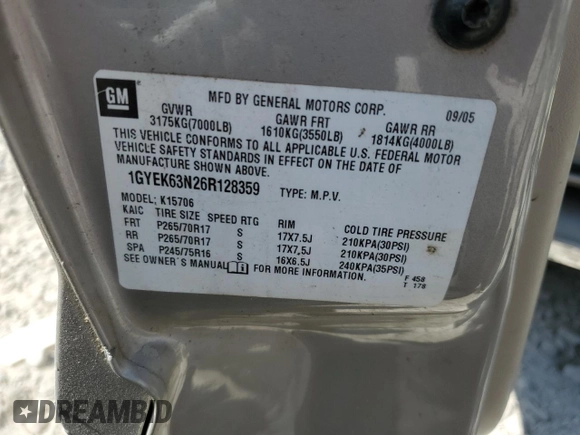 GM
MFD BY GENERAL MOTORS CORP. 09/05
GVWR GAWR FRT GAWR RR
3175KG(7000LB) 1610KG(3550LB) 1814KG(4000LB)
THIS VEHICLE CONFORMS TO ALL APPLICABLE U.S. FEDERAL MOTOR
VEHICLE SAFETY STANDARDS IN EFFECT ON THE DATE OF
MANUFACTURE SHOWN ABOVE.
1GYEK63N26R128359 TYPE: M.P.V.
MODEL: K15706
KAIC TIRE SIZE SPEED RTG RIM COLD TIRE PRESSURE
FRT P265/70R17 S 17X7.5J 210KPA(30PSI)
RR P265/70R17 S 17X7.5J 210KPA(30PSI)
SPA P245/75R16 S 16X6.5J 240KPA(35PSI)
SEE OWNER'S MANUAL FOR MORE INFORMATION. F 458
T 178
DREAMBID